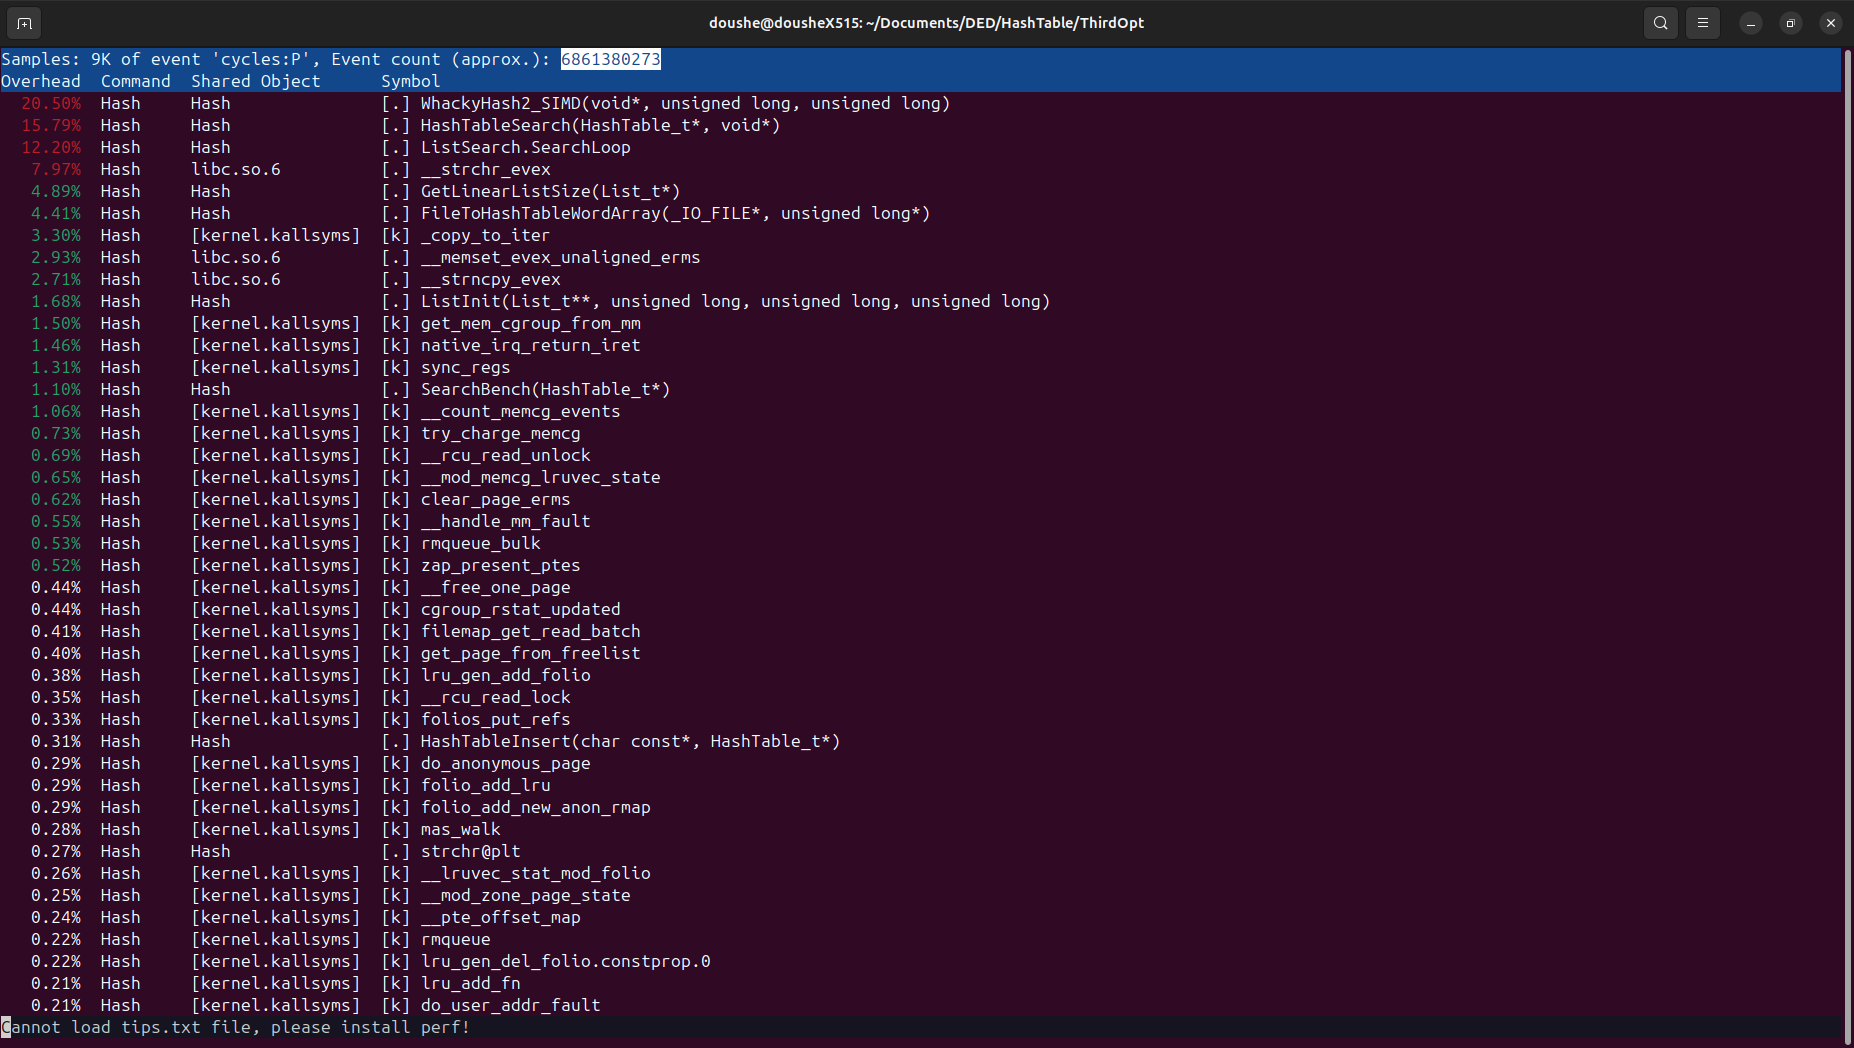 doushe@dousheX515: ~/Documents/DED/HashTable/ThirdOpt
Samples: 9K of event 'cycles:P', Event count (approx.): 6861380273
Overhead  Command  Shared Object      Symbol
20.50%  Hash     Hash               [.] WhackyHash2_SIMD(void*, unsigned long, unsigned long)
15.79%  Hash     Hash               [.] HashTableSearch(HashTable_t*, void*)
12.20%  Hash     Hash               [.] ListSearch.SearchLoop
7.97%  Hash     libc.so.6          [.] __strchr_evex
4.89%  Hash     Hash               [.] GetLinearListSize(List_t*)
4.41%  Hash     Hash               [.] FileToHashTableWordArray(_IO_FILE*, unsigned long*)
3.30%  Hash     [kernel.kallsyms]  [k] _copy_to_iter
2.93%  Hash     libc.so.6          [.] __memset_evex_unaligned_erms
2.71%  Hash     libc.so.6          [.] __strncpy_evex
1.68%  Hash     Hash               [.] ListInit(List_t**, unsigned long, unsigned long, unsigned long)
1.50%  Hash     [kernel.kallsyms]  [k] get_mem_cgroup_from_mm
1.46%  Hash     [kernel.kallsyms]  [k] native_irq_return_iret
1.31%  Hash     [kernel.kallsyms]  [k] sync_regs
1.10%  Hash     Hash               [.] SearchBench(HashTable_t*)
1.06%  Hash     [kernel.kallsyms]  [k] __count_memcg_events
0.73%  Hash     [kernel.kallsyms]  [k] try_charge_memcg
0.69%  Hash     [kernel.kallsyms]  [k] __rcu_read_unlock
0.65%  Hash     [kernel.kallsyms]  [k] __mod_memcg_lruvec_state
0.62%  Hash     [kernel.kallsyms]  [k] clear_page_erms
0.55%  Hash     [kernel.kallsyms]  [k] __handle_mm_fault
0.53%  Hash     [kernel.kallsyms]  [k] rmqueue_bulk
0.52%  Hash     [kernel.kallsyms]  [k] zap_present_ptes
0.44%  Hash     [kernel.kallsyms]  [k] __free_one_page
0.44%  Hash     [kernel.kallsyms]  [k] cgroup_rstat_updated
0.41%  Hash     [kernel.kallsyms]  [k] filemap_get_read_batch
0.40%  Hash     [kernel.kallsyms]  [k] get_page_from_freelist
0.38%  Hash     [kernel.kallsyms]  [k] lru_gen_add_folio
0.35%  Hash     [kernel.kallsyms]  [k] __rcu_read_lock
0.33%  Hash     [kernel.kallsyms]  [k] folios_put_refs
0.31%  Hash     Hash               [.] HashTableInsert(char const*, HashTable_t*)
0.29%  Hash     [kernel.kallsyms]  [k] do_anonymous_page
0.29%  Hash     [kernel.kallsyms]  [k] folio_add_lru
0.29%  Hash     [kernel.kallsyms]  [k] folio_add_new_anon_rmap
0.28%  Hash     [kernel.kallsyms]  [k] mas_walk
0.27%  Hash     Hash               [.] strchr@plt
0.26%  Hash     [kernel.kallsyms]  [k] __lruvec_stat_mod_folio
0.25%  Hash     [kernel.kallsyms]  [k] __mod_zone_page_state
0.24%  Hash     [kernel.kallsyms]  [k] __pte_offset_map
0.22%  Hash     [kernel.kallsyms]  [k] rmqueue
0.22%  Hash     [kernel.kallsyms]  [k] lru_gen_del_folio.constprop.0
0.21%  Hash     [kernel.kallsyms]  [k] lru_add_fn
0.21%  Hash     [kernel.kallsyms]  [k] do_user_addr_fault
Cannot load tips.txt file, please install perf!